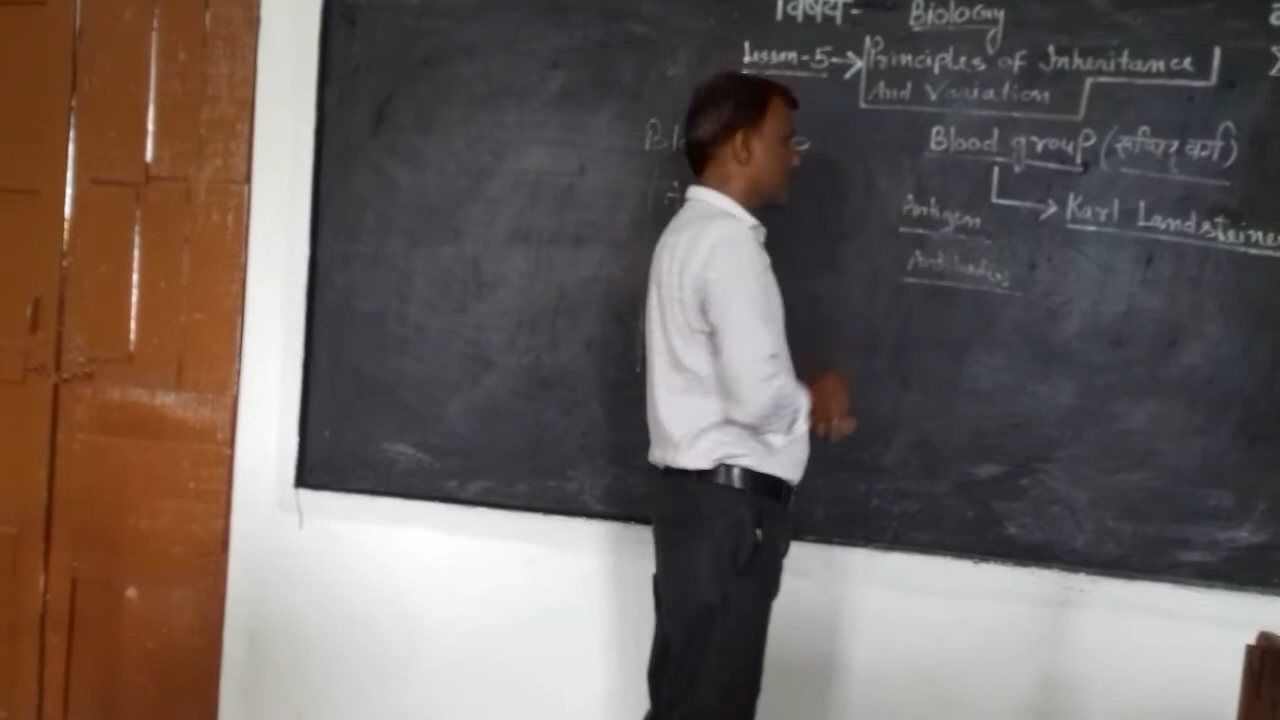 विषय- Biology
Lesson-5→ Principles of Inheritance
And Variation
Blood group (रूधिर वर्ग)
Antigen
Karl Landsteiner
Antibodies